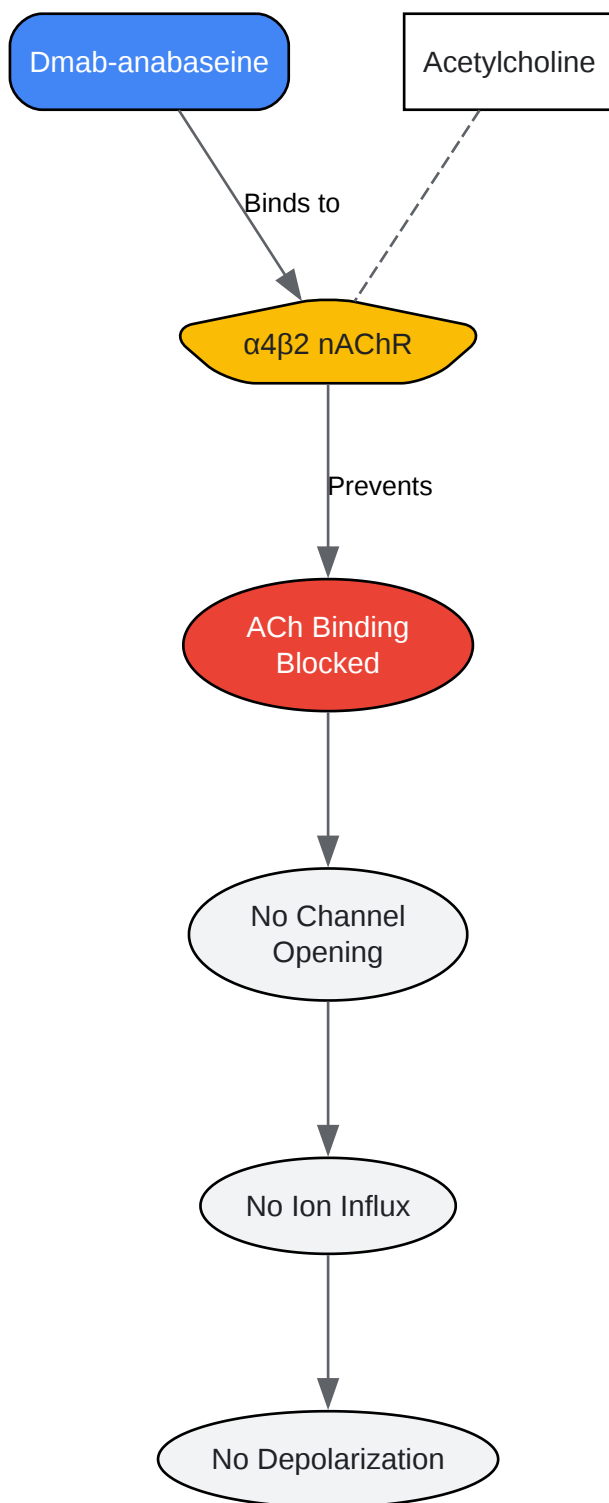 Dmab-anabaseine
Acetylcholine
Binds to
α4β2 nAChR
Prevents
ACh Binding
Blocked
No Channel
Opening
No Ion Influx
No Depolarization